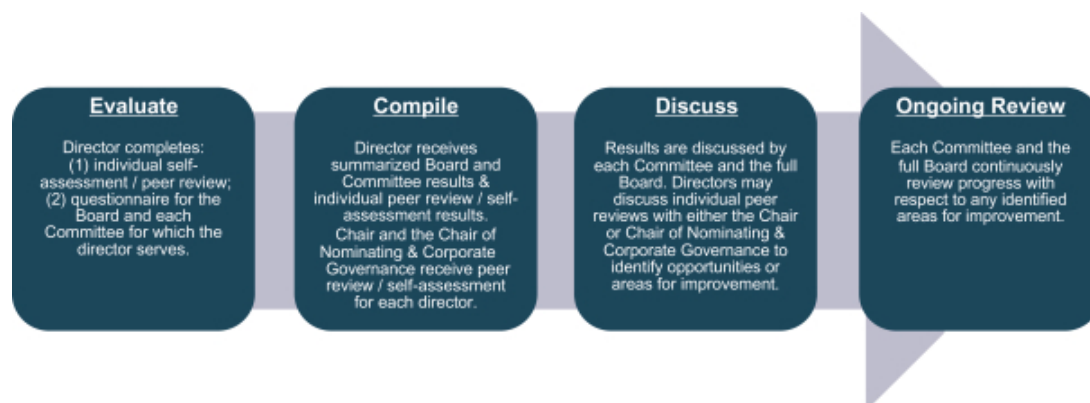 Evaluate
Director completes:
(1) individual self-
assessment / peer review;
(2) questionnaire for the
Board and each
Committee for which the
director serves.
Compile
Director receives
summarized Board and
Committee results &
individual peer review / self-
assessment results.
Chair and the Chair of
Nominating & Corporate
Governance receive peer
review / self-assessment
for each director.
Discuss
Results are discussed by
each Committee and the full
Board. Directors may
discuss individual peer
reviews with either the Chair
or Chair of Nominating &
Corporate Governance to
identify opportunities or
areas for improvement.
Ongoing Review
Each Committee and the
full Board continuously
review progress with
respect to any identified
areas for improvement.